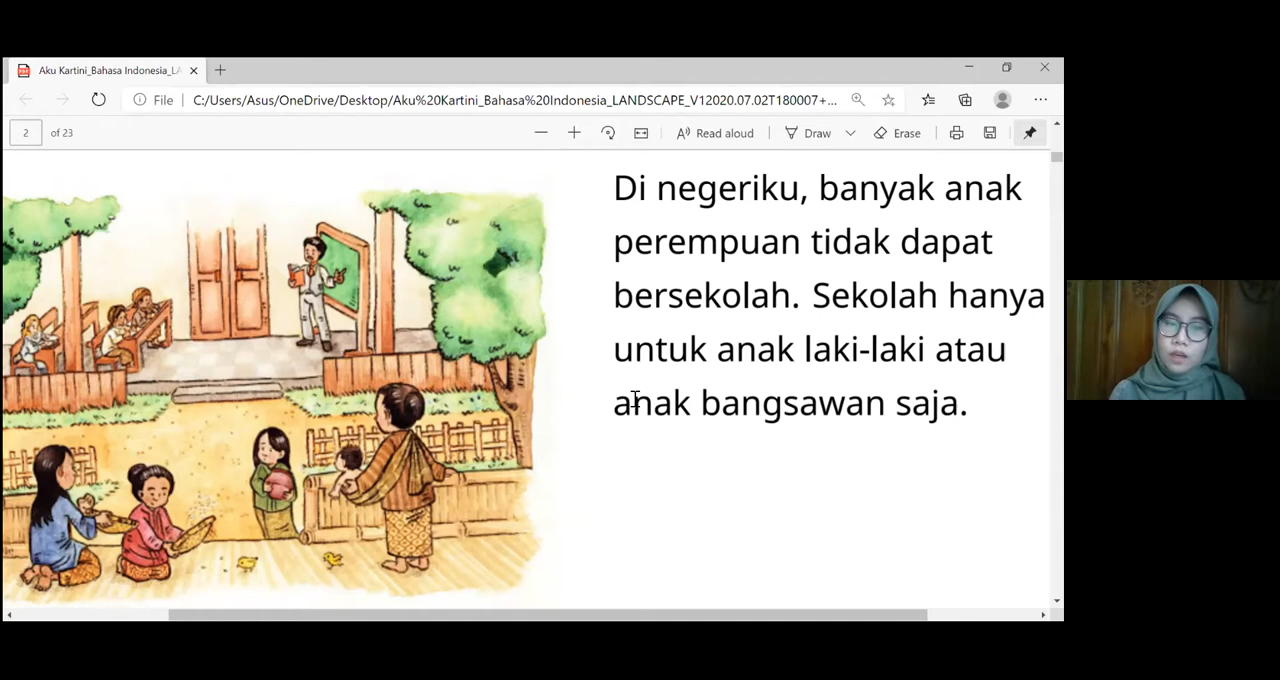 Aku Kartini_Bahasa Indonesia_LA
File
C:/Users/Asus/OneDrive/Desktop/Aku%20Kartini_Bahasa%20Indonesia_LANDSCAPE_V12020.07.02T180007+...
2 of 23
Read aloud
Draw
Erase
Di negeriku, banyak anak
perempuan tidak dapat
bersekolah. Sekolah hanya
untuk anak laki-laki atau
anak bangsawan saja.